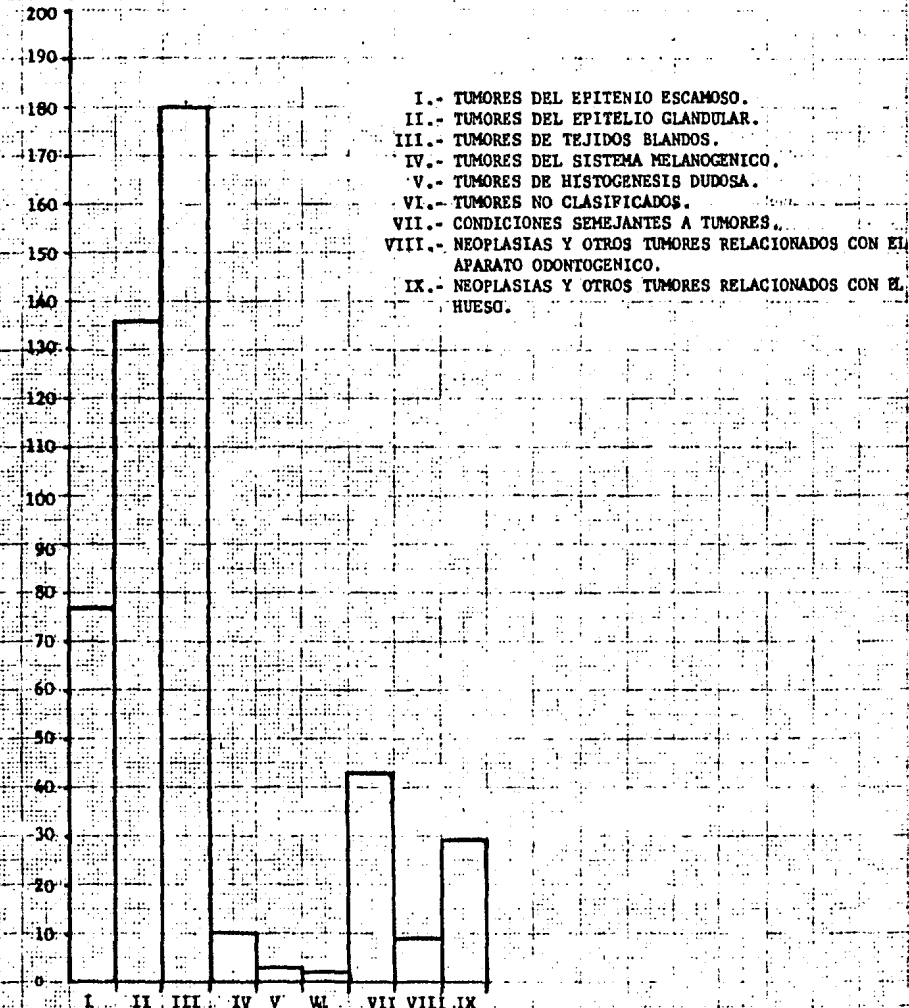 200
190
180
170
160
150
140
130
120
110
100
90
80
70
60
50
40
30
20
10
0
I.- TUMORES DEL EPITENIO ESCAMOSO.
II.- TUMORES DEL EPITELIO GLANDULAR.
III.- TUMORES DE TEJIDOS BLANDOS.
IV.- TUMORES DEL SISTEMA MELANOGENICO.
V.- TUMORES DE HISTOGENESIS DUDOSA.
VI.- TUMORES NO CLASIFICADOS.
VII.- CONDICIONES SEMEJANTES A TUMORES.
VIII.- NEOPLASIAS Y OTROS TUMORES RELACIONADOS CON EL
APARATO ODONTOGENICO.
IX.- NEOPLASIAS Y OTROS TUMORES RELACIONADOS CON EL
HUESO.
I II III IV V VI VII VIII IX